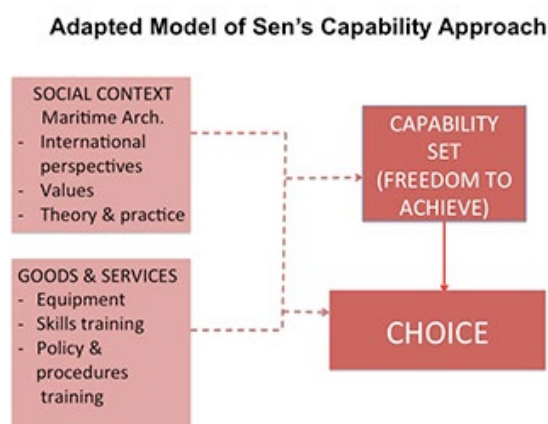 Adapted Model of Sen's Capability Approach
SOCIAL CONTEXT
Maritime Arch.
- International
perspectives
- Values
- Theory & practice
GOODS & SERVICES
- Equipment
- Skills training
- Policy &
procedures
training
CAPABILITY
SET
(FREEDOM TO
ACHIEVE)
CHOICE